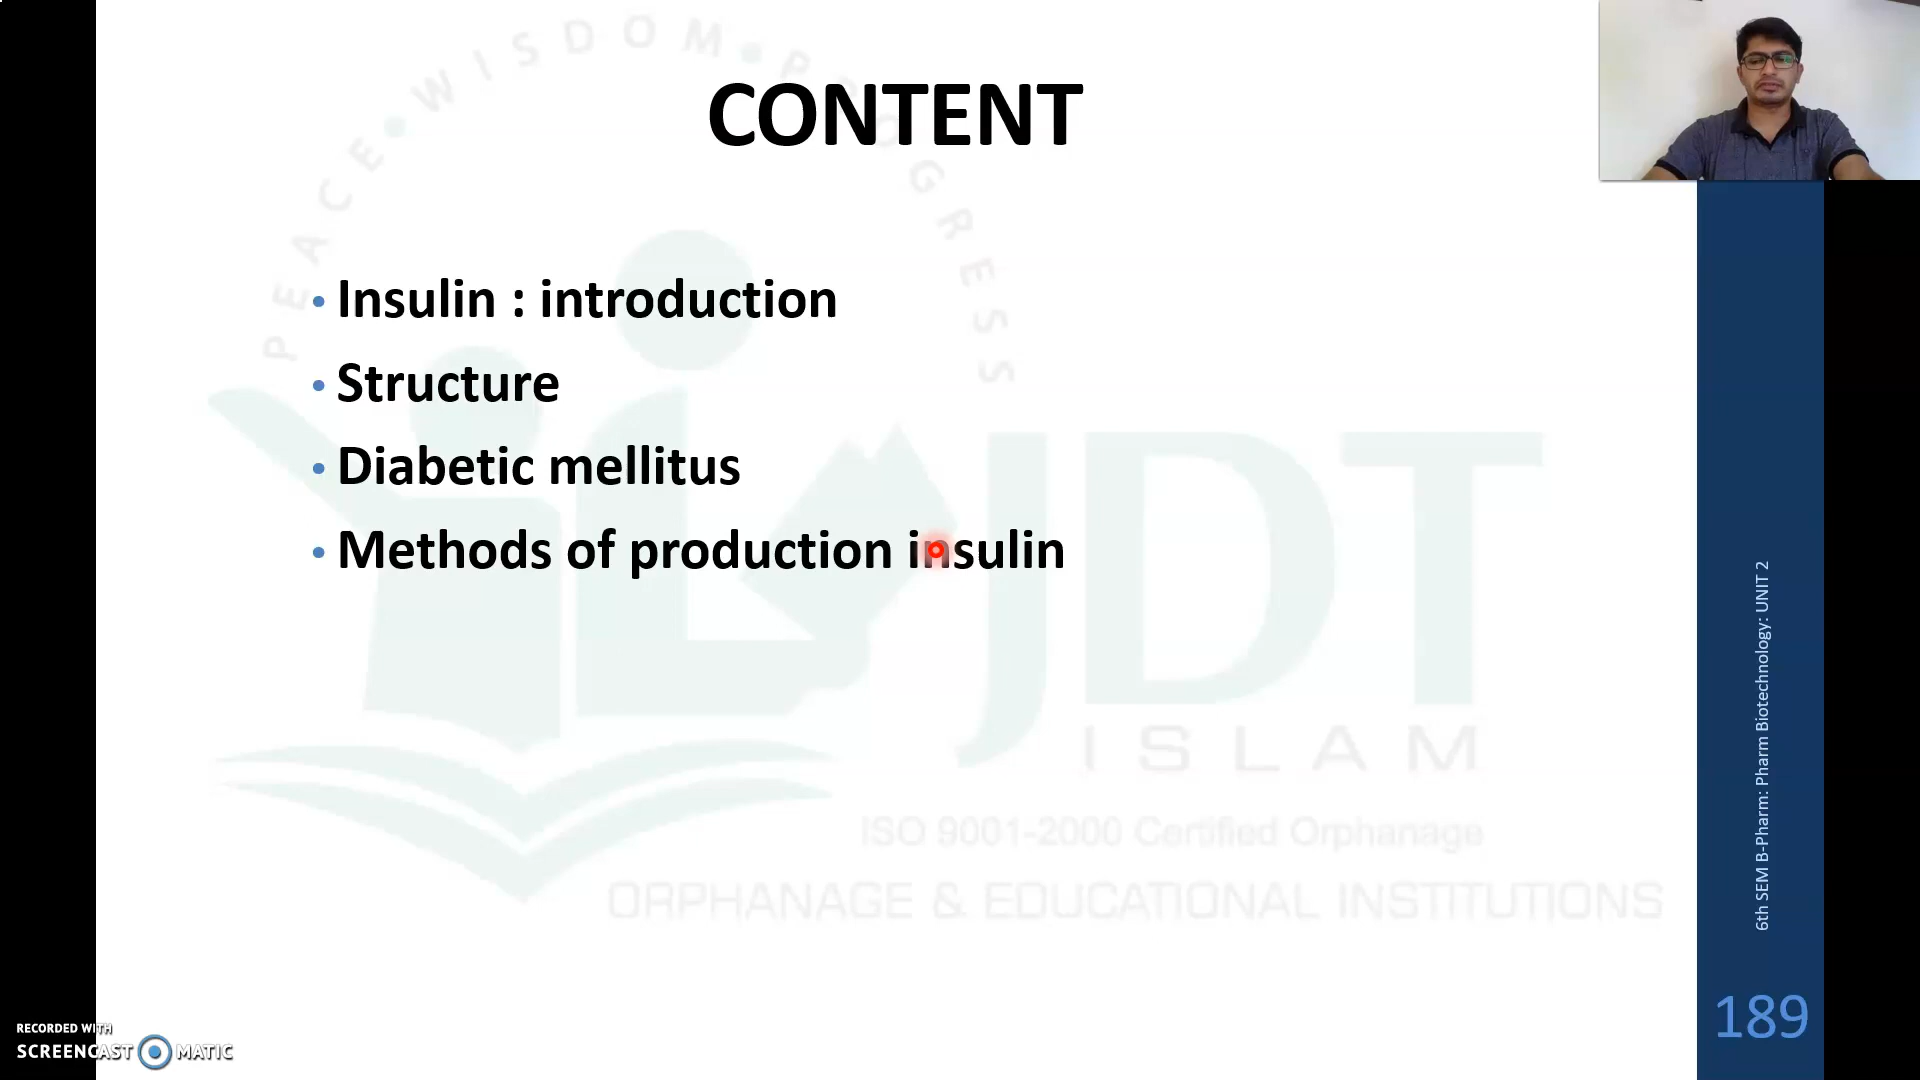 PEACE • WISDOM • PROGRESS
CONTENT
• Insulin : introduction
• Structure
• Diabetic mellitus
• Methods of production insulin
JDT
ISLAM
ISO 9001-2000 Certified Orphanage
ORPHANAGE & EDUCATIONAL INSTITUTIONS
6th SEM B-Pharm: Pharm Biotechnology: UNIT 2
189
RECORDED WITH
SCREENCAST MATIC